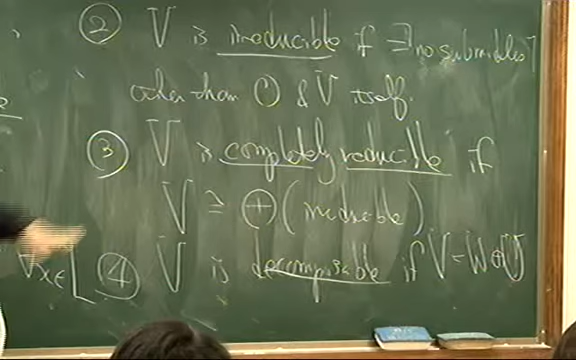 ② V is irreducible if ∃ no submodules
other than 0 & V itself.
③ V is completely reducible if
V ≅ ⊕ (irreducible)
∀x∈ [ ④ V is decomposable if V = W ⊕ U